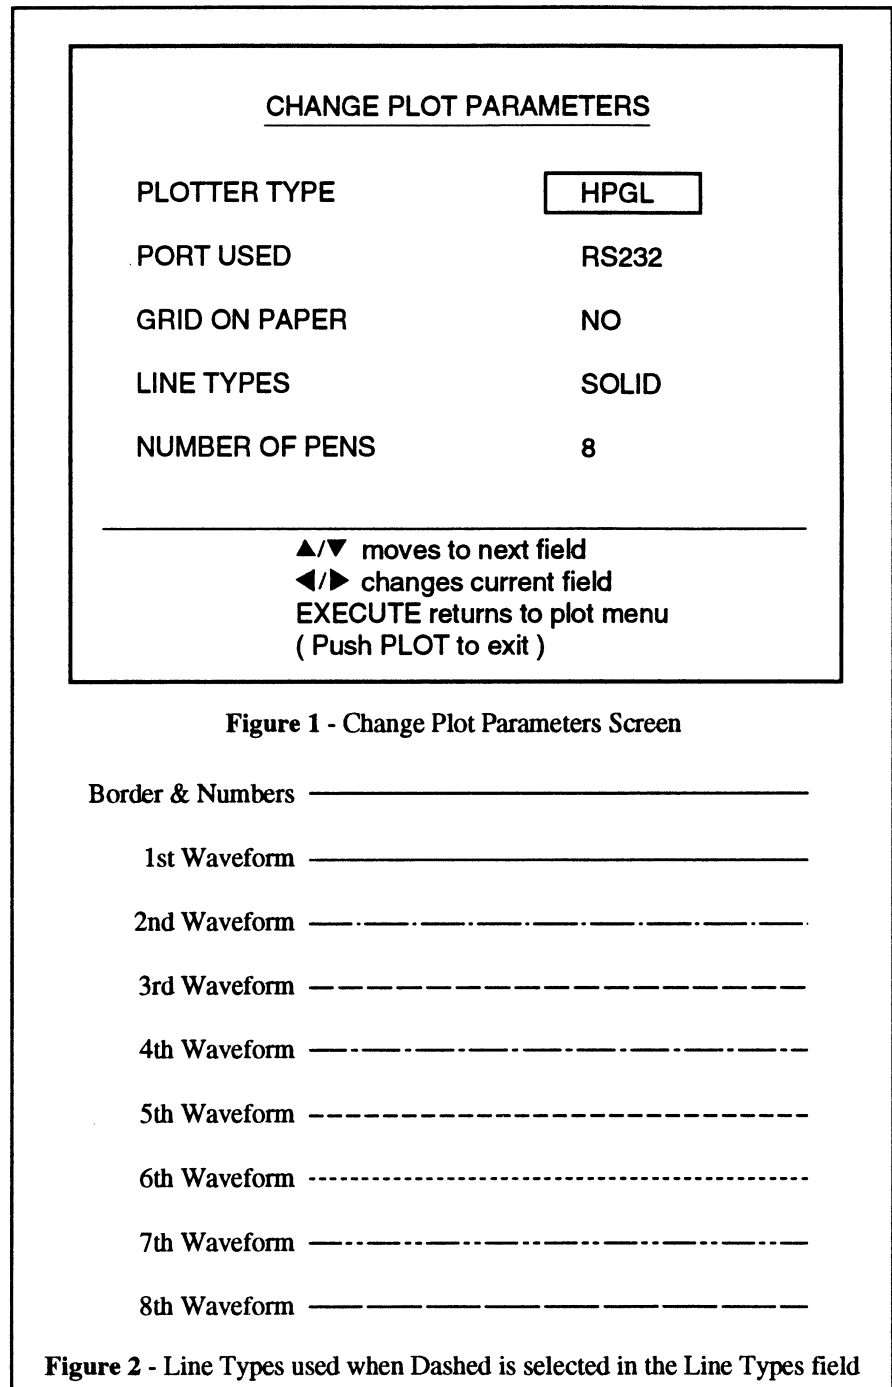 CHANGE PLOT PARAMETERS
PLOTTER TYPE HPGL
PORT USED RS232
GRID ON PAPER NO
LINE TYPES SOLID
NUMBER OF PENS 8
▲/▼ moves to next field
◀/▶ changes current field
EXECUTE returns to plot menu
( Push PLOT to exit )
Figure 1 - Change Plot Parameters Screen
Border & Numbers
1st Waveform
2nd Waveform
3rd Waveform
4th Waveform
5th Waveform
6th Waveform
7th Waveform
8th Waveform
Figure 2 - Line Types used when Dashed is selected in the Line Types field